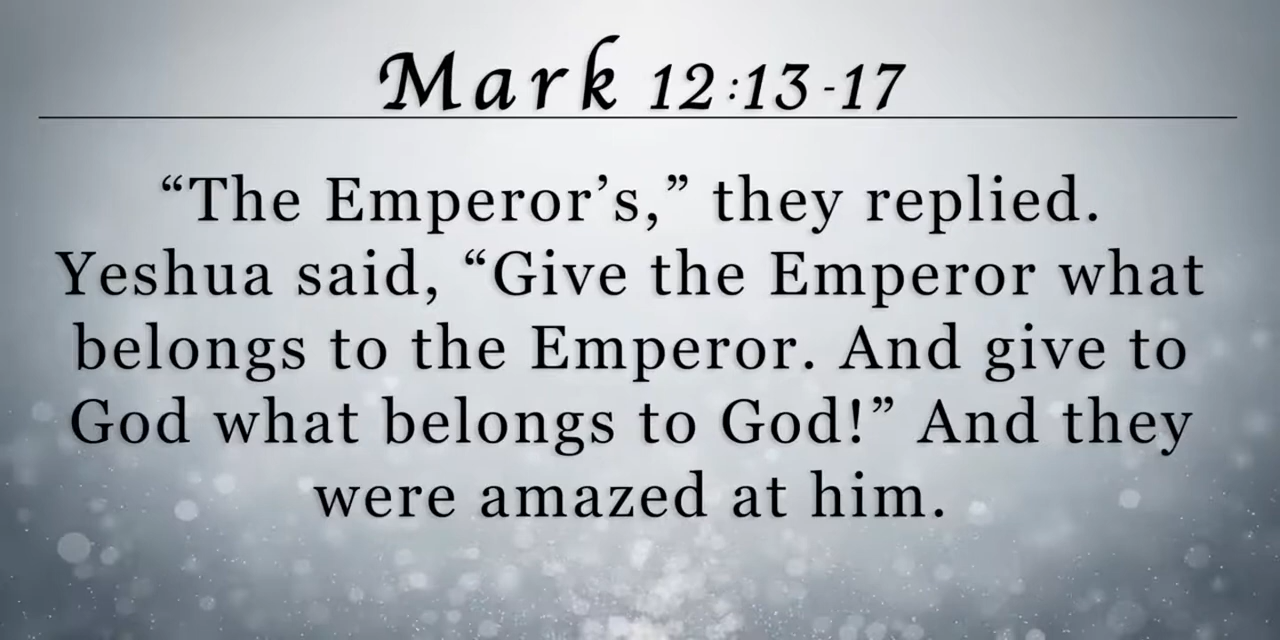 Mark 12:13-17
“The Emperor’s,” they replied.
Yeshua said, “Give the Emperor what
belongs to the Emperor. And give to
God what belongs to God!” And they
were amazed at him.